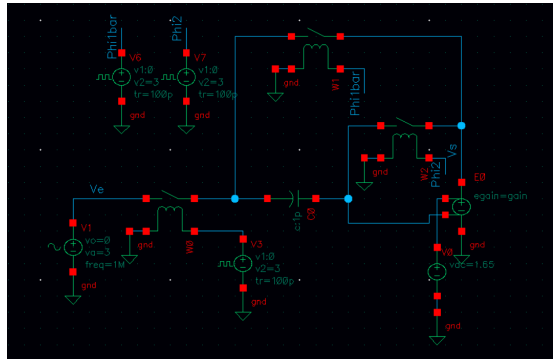 Phi1bar
Phi2
V6
V7
v1:0
v2=3
tr=100p
v1:0
v2=3
tr=100p
gnd
gnd
gnd
W1
Phi1bar
gnd
W2
Phi2
Vs
E0
egain=gain
gnd
Ve
c:1p
C0
V1
vo=0
va=3
freq=1M
gnd
gnd
W0
V3
v1:0
v2=3
tr=100p
gnd
V0
vdc=1.65
gnd